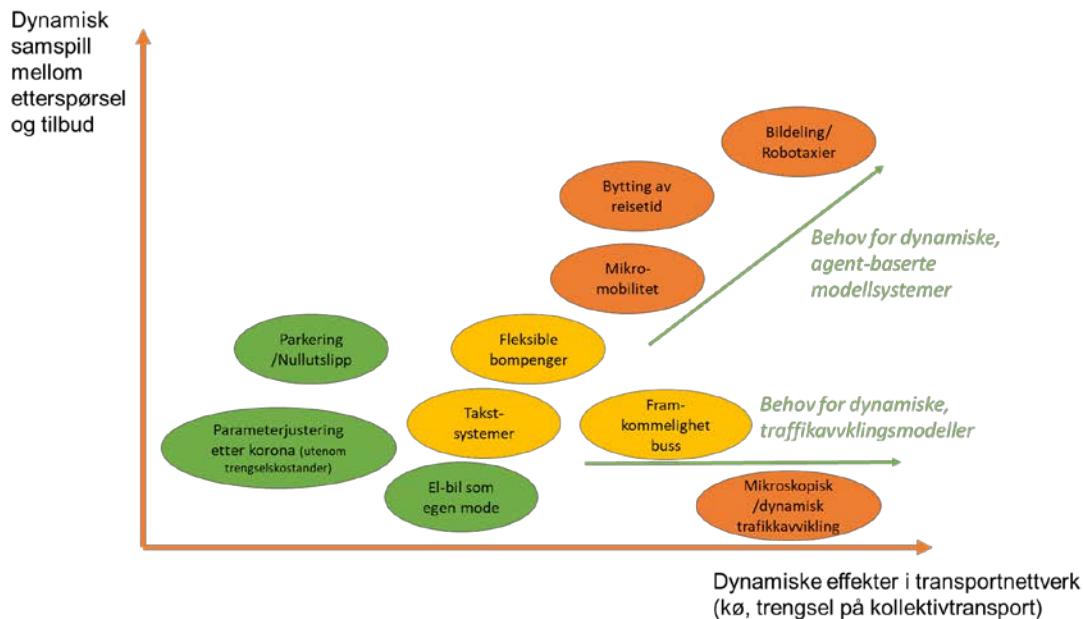 Dynamisk
samspill
mellom
etterspørsel
og tilbud
Bildeling/
Robotaxier
Bytting av
reisetid
Behov for dynamiske,
agent-baserte
modellsystemer
Mikro-
mobilitet
Parkering
/Nullutslipp
Fleksible
bompenger
Takst-
systemer
Fram-
kommelighet
buss
Behov for dynamiske,
traffikavvklingsmodeller
Parameterjustering
etter korona (utenom
trengselskostander)
El-bil som
egen mode
Mikroskopisk
/dynamisk
trafikkavvikling
Dynamiske effekter i transportnettverk
(kø, trengsel på kollektivtransport)